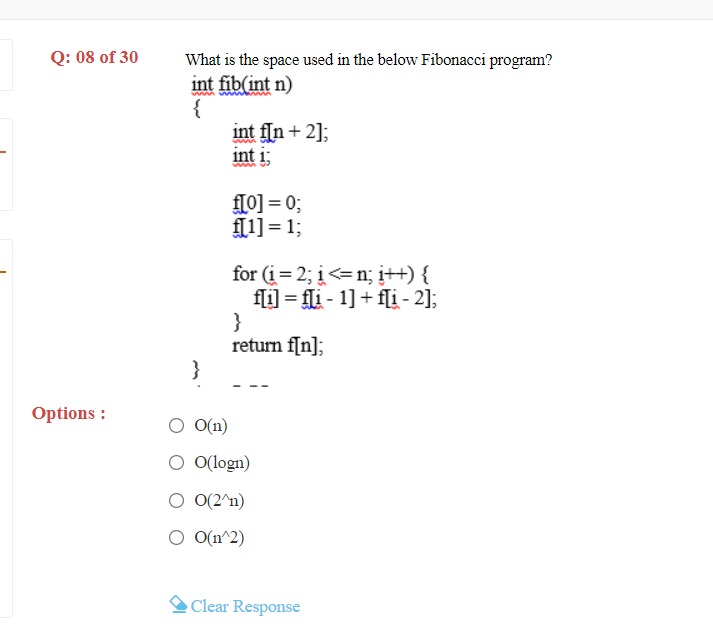 Q: 08 of 30
What is the space used in the below Fibonacci program?
int fib(int n)
{
int f[n + 2];
int i;
f[0] = 0;
f[1] = 1;
for (i = 2; i <= n; i++) {
f[i] = f[i - 1] + f[i - 2];
}
return f[n];
}
Options :
O(n)
O(logn)
O(2^n)
O(n^2)
Clear Response